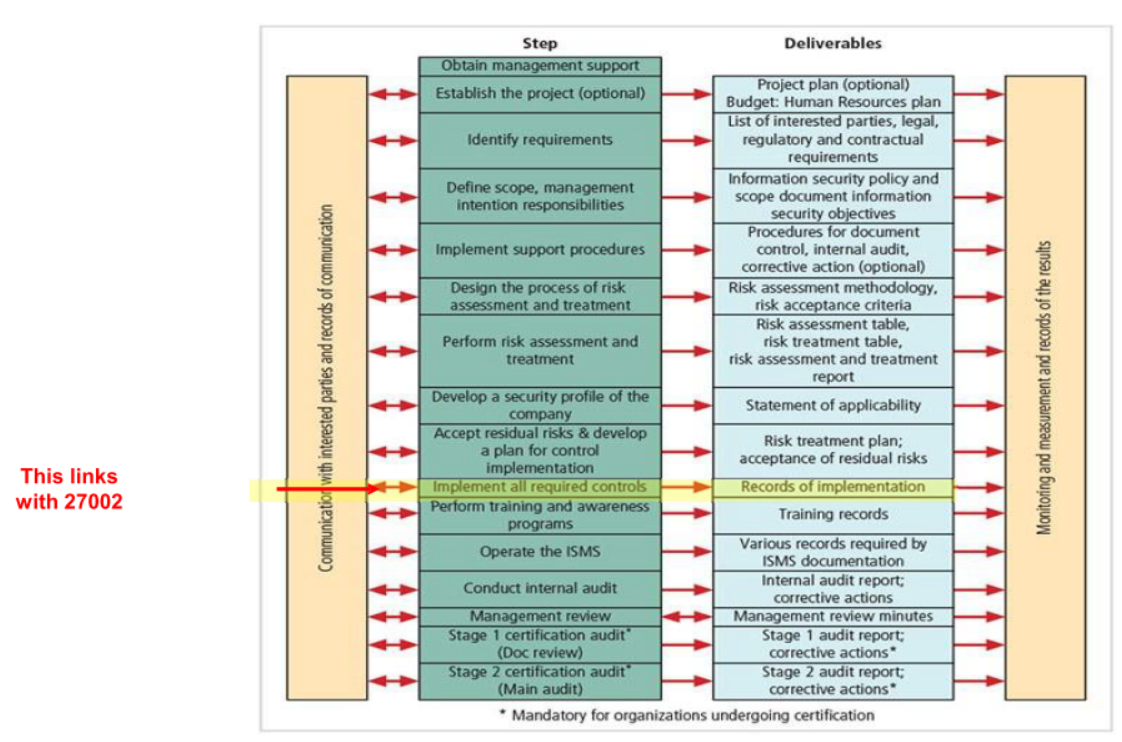 Step
Deliverables
Obtain management support
Establish the project (optional)
Project plan (optional)
Budget: Human Resources plan
Identify requirements
List of interested parties, legal,
regulatory and contractual
requirements
Define scope, management
intention responsibilities
Information security policy and
scope document information
security objectives
Implement support procedures
Procedures for document
control, internal audit,
corrective action (optional)
Design the process of risk
assessment and treatment
Risk assessment methodology,
risk acceptance criteria
Perform risk assessment and
treatment
Risk assessment table,
risk treatment table,
risk assessment and treatment
report
Develop a security profile of the
company
Statement of applicability
Accept residual risks & develop
a plan for control
implementation
Risk treatment plan;
acceptance of residual risks
This links
with 27002
Implement all required controls
Records of implementation
Perform training and awareness
programs
Training records
Operate the ISMS
Various records required by
ISMS documentation
Conduct internal audit
Internal audit report;
corrective actions
Management review
Management review minutes
Stage 1 certification audit*
(Doc review)
Stage 1 audit report;
corrective actions*
Stage 2 certification audit*
(Main audit)
Stage 2 audit report;
corrective actions*
Communication with interested parties and records of communication
Monitoring and measurement and records of the results
* Mandatory for organizations undergoing certification